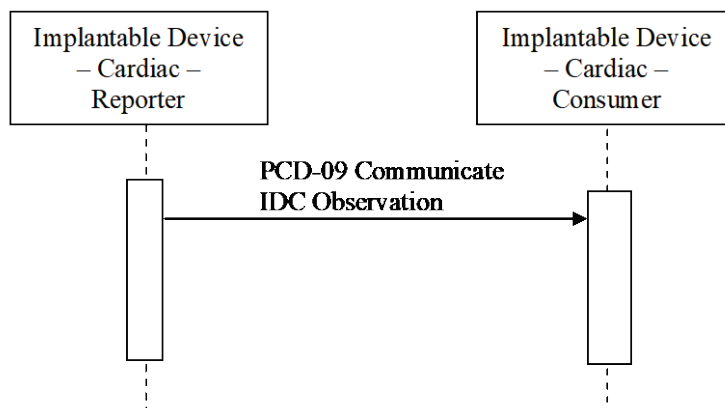 Implantable Device
– Cardiac –
Reporter
Implantable Device
– Cardiac –
Consumer
PCD-09 Communicate
IDC Observation